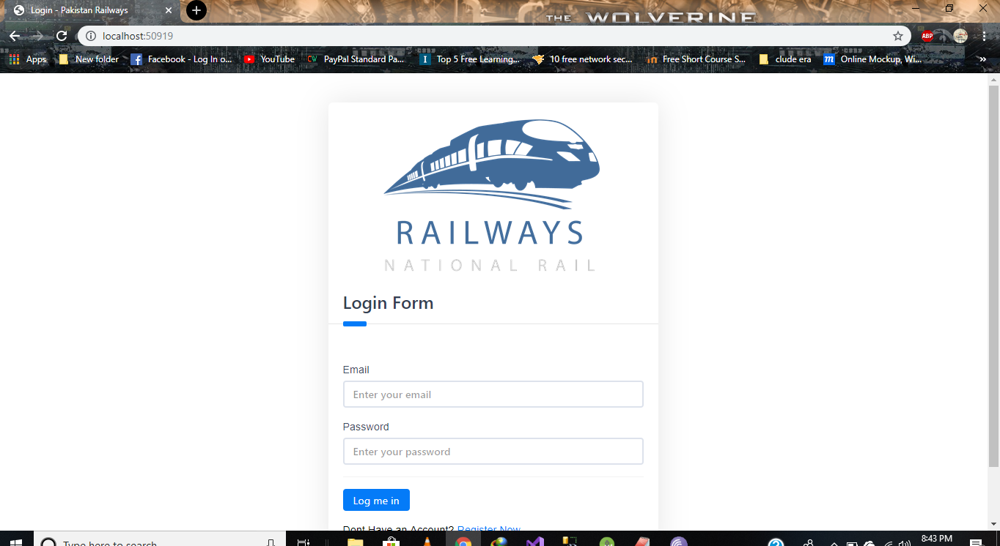 Login - Pakistan Railways
THE WOLVERINE
localhost:50919
ABP
Apps New folder Facebook - Log In o... YouTube CW PayPal Standard Pa... I Top 5 Free Learning... 10 free network sec... Free Short Course S... clude era m Online Mockup, Wi... »
RAILWAYS
NATIONAL RAIL
Login Form
Email
Enter your email
Password
Enter your password
Log me in
Dont Have an Account? Register Now
Type here to search
8:43 PM